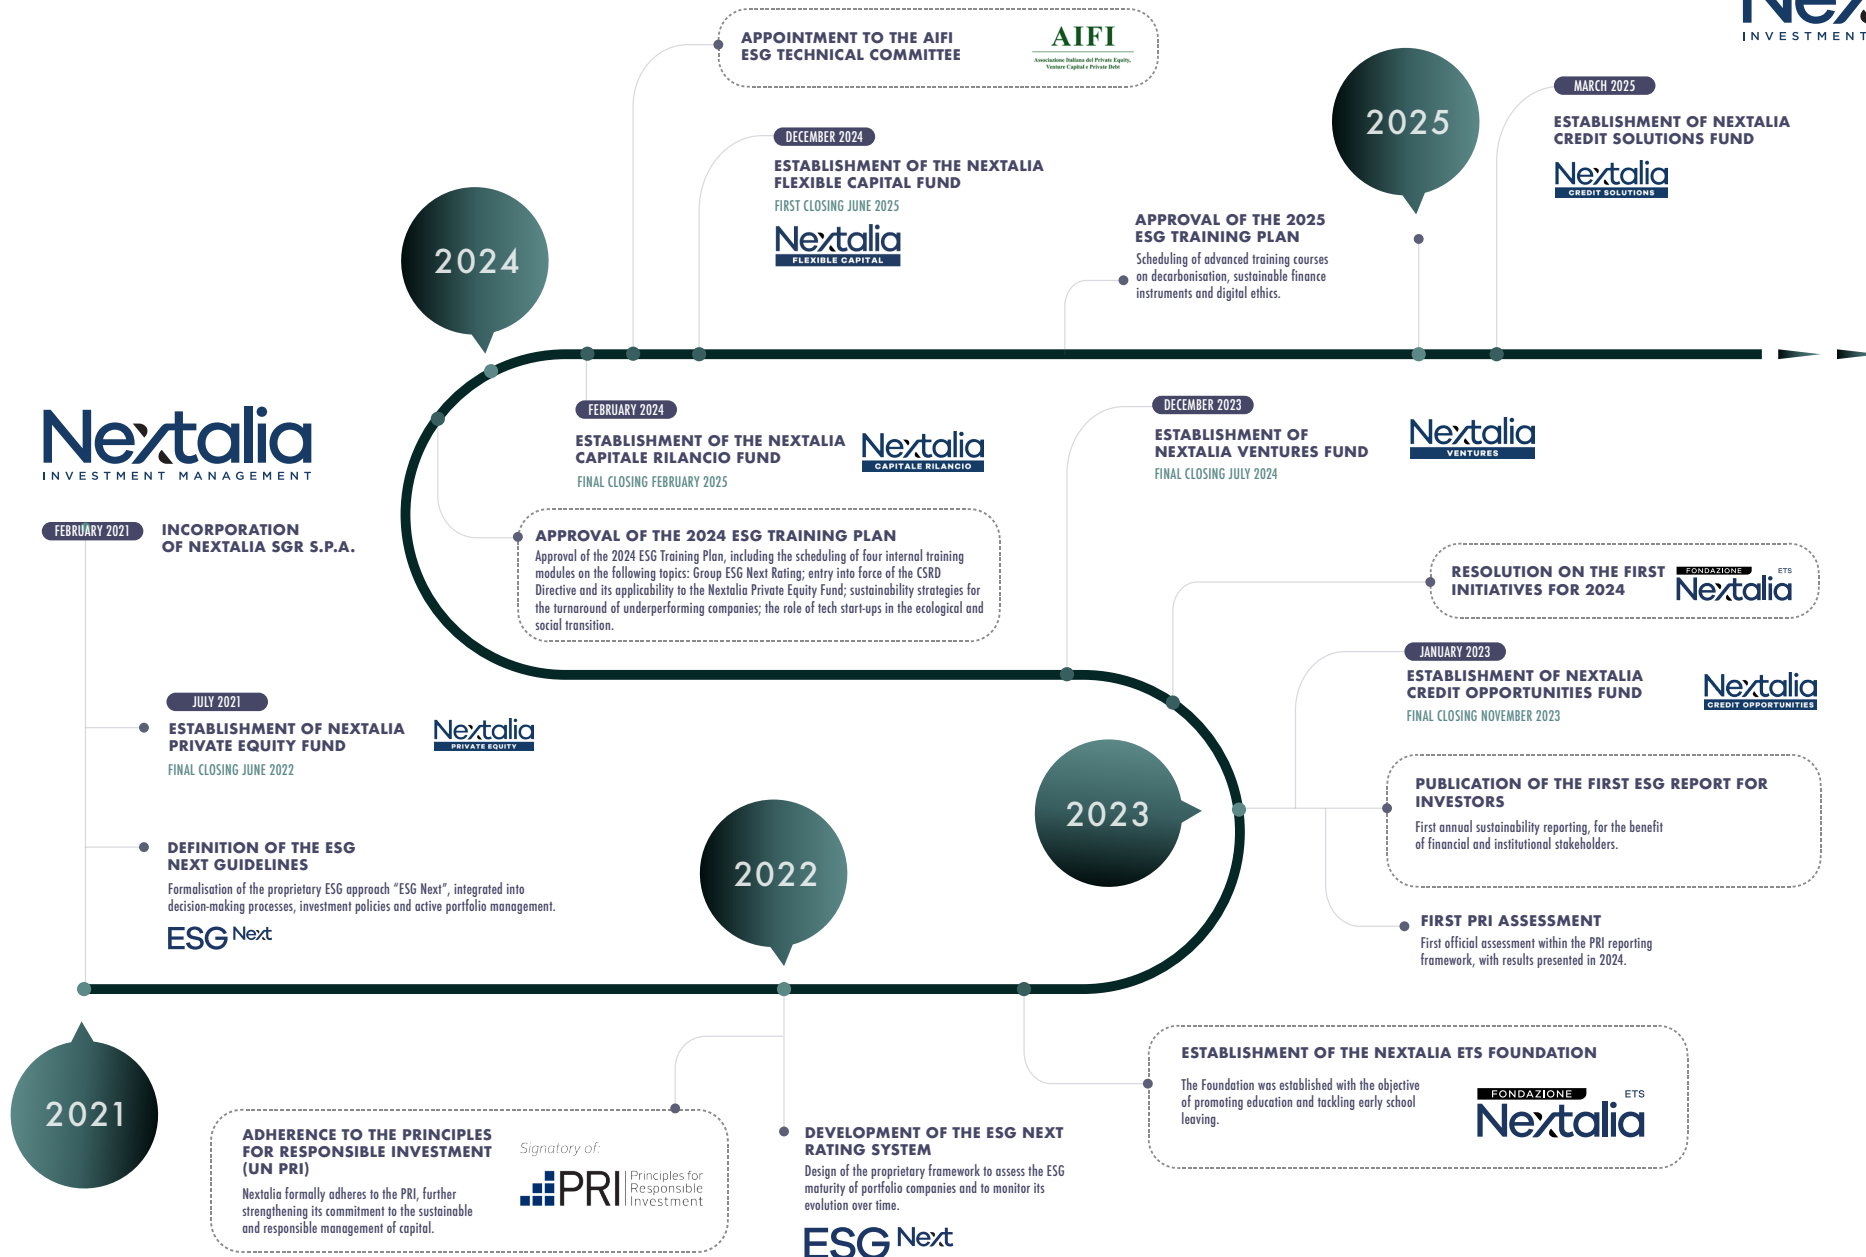 Nextalia
INVESTMENT MANAGEMENT
FEBRUARY 2021
INCORPORATION
OF NEXTALIA SGR S.P.A.
JULY 2021
ESTABLISHMENT OF NEXTALIA
PRIVATE EQUITY FUND
FINAL CLOSING JUNE 2022
Nextalia
PRIVATE EQUITY
DEFINITION OF THE ESG
NEXT GUIDELINES
Formalisation of the proprietary ESG approach “ESG Next”, integrated into
decision-making processes, investment policies and active portfolio management.
ESG Next
2021
ADHERENCE TO THE PRINCIPLES
FOR RESPONSIBLE INVESTMENT
(UN PRI)
Nextalia formally adheres to the PRI, further
strengthening its commitment to the sustainable
and responsible management of capital.
Signatory of:
PRI
Principles for
Responsible
Investment
2022
DEVELOPMENT OF THE ESG NEXT
RATING SYSTEM
Design of the proprietary framework to assess the ESG
maturity of portfolio companies and to monitor its
evolution over time.
ESG Next
ESTABLISHMENT OF THE NEXTALIA ETS FOUNDATION
The Foundation was established with the objective
of promoting education and tackling early school
leaving.
FONDAZIONE ETS
Nextalia
2023
FIRST PRI ASSESSMENT
First official assessment within the PRI reporting
framework, with results presented in 2024.
PUBLICATION OF THE FIRST ESG REPORT FOR
INVESTORS
First annual sustainability reporting, for the benefit
of financial and institutional stakeholders.
JANUARY 2023
ESTABLISHMENT OF NEXTALIA
CREDIT OPPORTUNITIES FUND
FINAL CLOSING NOVEMBER 2023
Nextalia
CREDIT OPPORTUNITIES
RESOLUTION ON THE FIRST
INITIATIVES FOR 2024
FONDAZIONE ETS
Nextalia
DECEMBER 2023
ESTABLISHMENT OF
NEXTALIA VENTURES FUND
FINAL CLOSING JULY 2024
Nextalia
VENTURES
APPROVAL OF THE 2024 ESG TRAINING PLAN
Approval of the 2024 ESG Training Plan, including the scheduling of four internal training
modules on the following topics: Group ESG Next Rating; entry into force of the CSRD
Directive and its applicability to the Nextalia Private Equity Fund; sustainability strategies for
the turnaround of underperforming companies; the role of tech start-ups in the ecological and
social transition.
2024
FEBRUARY 2024
ESTABLISHMENT OF THE NEXTALIA
CAPITALE RILANCIO FUND
FINAL CLOSING FEBRUARY 2025
Nextalia
CAPITALE RILANCIO
APPOINTMENT TO THE AIFI
ESG TECHNICAL COMMITTEE
AIFI
Associazione Italiana del Private Equity,
Venture Capital e Private Debt
DECEMBER 2024
ESTABLISHMENT OF THE NEXTALIA
FLEXIBLE CAPITAL FUND
FIRST CLOSING JUNE 2025
Nextalia
FLEXIBLE CAPITAL
APPROVAL OF THE 2025
ESG TRAINING PLAN
Scheduling of advanced training courses
on decarbonisation, sustainable finance
instruments and digital ethics.
2025
MARCH 2025
ESTABLISHMENT OF NEXTALIA
CREDIT SOLUTIONS FUND
Nextalia
CREDIT SOLUTIONS
INVESTMENT